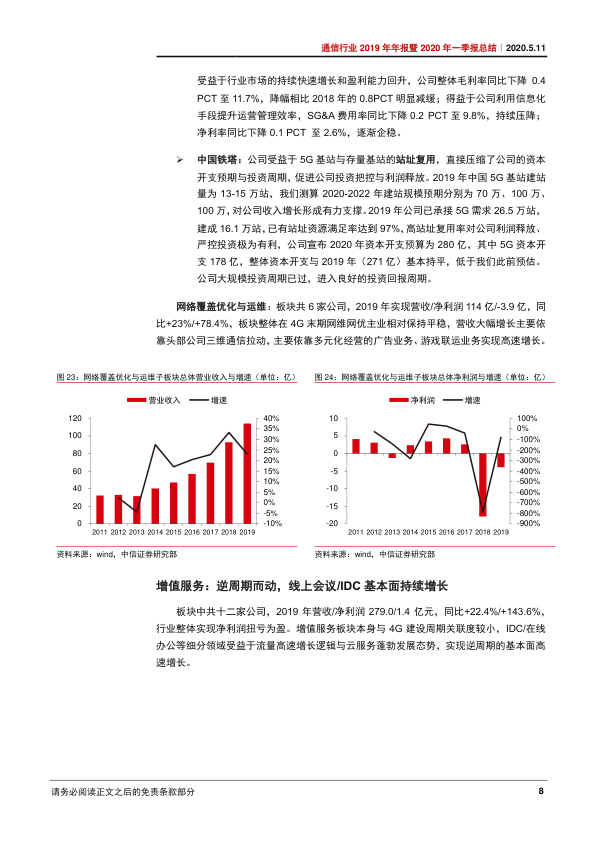 通信行业 2019 年年报暨 2020 年一季报总结｜2020.5.11
受益于行业市场的持续快速增长和盈利能力回升，公司整体毛利率同比下降 0.4
PCT 至 11.7%，降幅相比 2018 年的 0.8PCT 明显减缓；得益于公司利用信息化
手段提升运营管理效率，SG&A 费用率同比下降 0.2 PCT 至 9.8%，持续压降；
净利率同比下降 0.1 PCT 至 2.6%，逐渐企稳。
➢ 中国铁塔：公司受益于 5G 基站与存量基站的站址复用，直接压缩了公司的资本
开支预期与投资周期，促进公司投资把控与利润释放。2019 年中国 5G 基站建站
量为 13-15 万站，我们测算 2020-2022 年建站规模预期分别为 70 万、100 万、
100 万，对公司收入增长形成有力支撑。2019 年公司已承接 5G 需求 26.5 万站，
建成 16.1 万站，已有站址资源满足率达到 97%，高站址复用率对公司利润释放、
严控投资极为有利，公司宣布 2020 年资本开支预算为 280 亿，其中 5G 资本开
支 178 亿，整体资本开支与 2019 年（271 亿）基本持平，低于我们此前预估。
公司大规模投资周期已过，进入良好的投资回报周期。
网络覆盖优化与运维：板块共 6 家公司，2019 年实现营收/净利润 114 亿/-3.9 亿，同
比+23%/+78.4%，板块整体在 4G 末期网维网优主业相对保持平稳，营收大幅增长主要依
靠头部公司三维通信拉动，主要依靠多元化经营的广告业务、游戏联运业务实现高速增长。
图 23：网络覆盖优化与运维子板块总体营业收入与增速（单位：亿）
营业收入 增速
120 40%
35%
100 30%
25%
80 20%
60 15%
10%
40 5%
0%
20 -5%
0 -10%
2011 2012 2013 2014 2015 2016 2017 2018 2019
资料来源：wind，中信证券研究部
图 24：网络覆盖优化与运维子板块总体净利润与增速（单位：亿）
净利润 增速
10 100%
0%
5 -100%
-200%
0 -300%
-5 -400%
-500%
-10 -600%
-700%
-15 -800%
-20 -900%
2011 2012 2013 2014 2015 2016 2017 2018 2019
资料来源：wind，中信证券研究部
增值服务：逆周期而动，线上会议/IDC 基本面持续增长
板块中共十二家公司，2019 年营收/净利润 279.0/1.4 亿元，同比+22.4%/+143.6%，
行业整体实现净利润扭亏为盈。增值服务板块本身与 4G 建设周期关联度较小，IDC/在线
办公等细分领域受益于流量高速增长逻辑与云服务蓬勃发展态势，实现逆周期的基本面高
速增长。
请务必阅读正文之后的免责条款部分 8